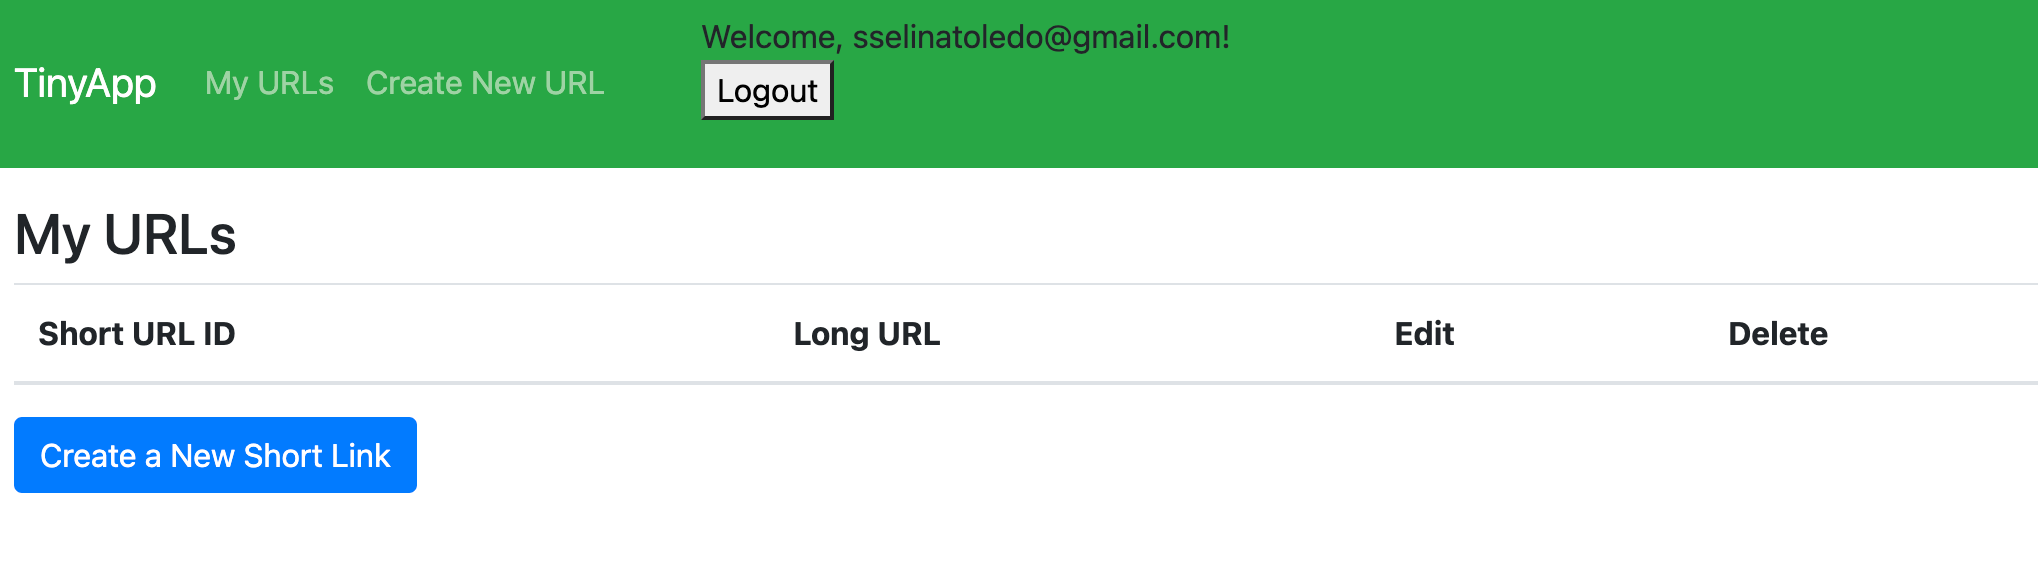 Welcome, sselinatoledo@gmail.com!
TinyApp My URLs Create New URL
Logout
My URLs
Short URL ID Long URL Edit Delete
Create a New Short Link